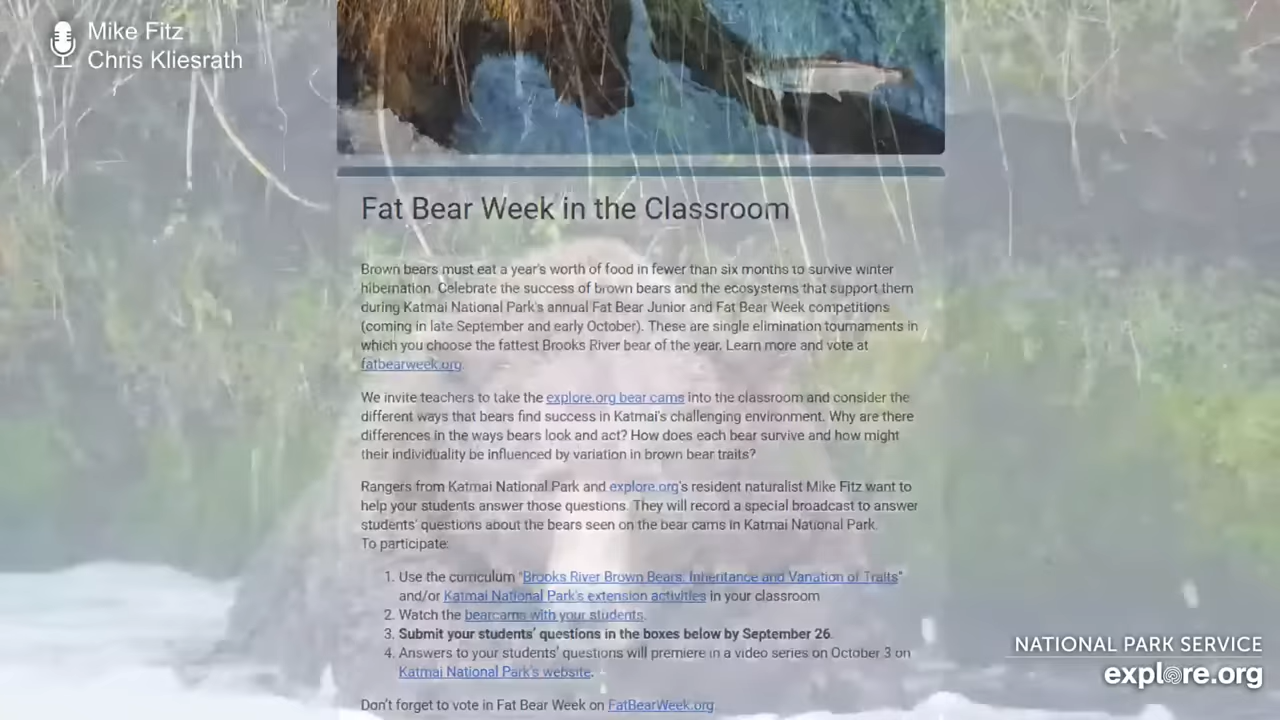 Mike Fitz
Chris Kliesrath
Fat Bear Week in the Classroom
Brown bears must eat a year's worth of food in fewer than six months to survive winter
hibernation. Celebrate the success of brown bears and the ecosystems that support them
during Katmai National Park's annual Fat Bear Junior and Fat Bear Week competitions
(coming in late September and early October). These are single elimination tournaments in
which you choose the fattest Brooks River bear of the year. Learn more and vote at
fatbearweek.org.
We invite teachers to take the explore.org bear cams into the classroom and consider the
different ways that bears find success in Katmai's challenging environment. Why are there
differences in the ways bears look and act? How does each bear survive and how might
their individuality be influenced by variation in brown bear traits?
Rangers from Katmai National Park and explore.org's resident naturalist Mike Fitz want to
help your students answer those questions. They will record a special broadcast to answer
students' questions about the bears seen on the bear cams in Katmai National Park.
To participate:
1. Use the curriculum "Brooks River Brown Bears: Inheritance and Variation of Traits"
and/or Katmai National Park's extension activities in your classroom
2. Watch the bearcams with your students.
3. Submit your students' questions in the boxes below by September 26.
4. Answers to your students' questions will premiere in a video series on October 3 on
Katmai National Park's website.
Don't forget to vote in Fat Bear Week on FatBearWeek.org
NATIONAL PARK SERVICE
explore.org